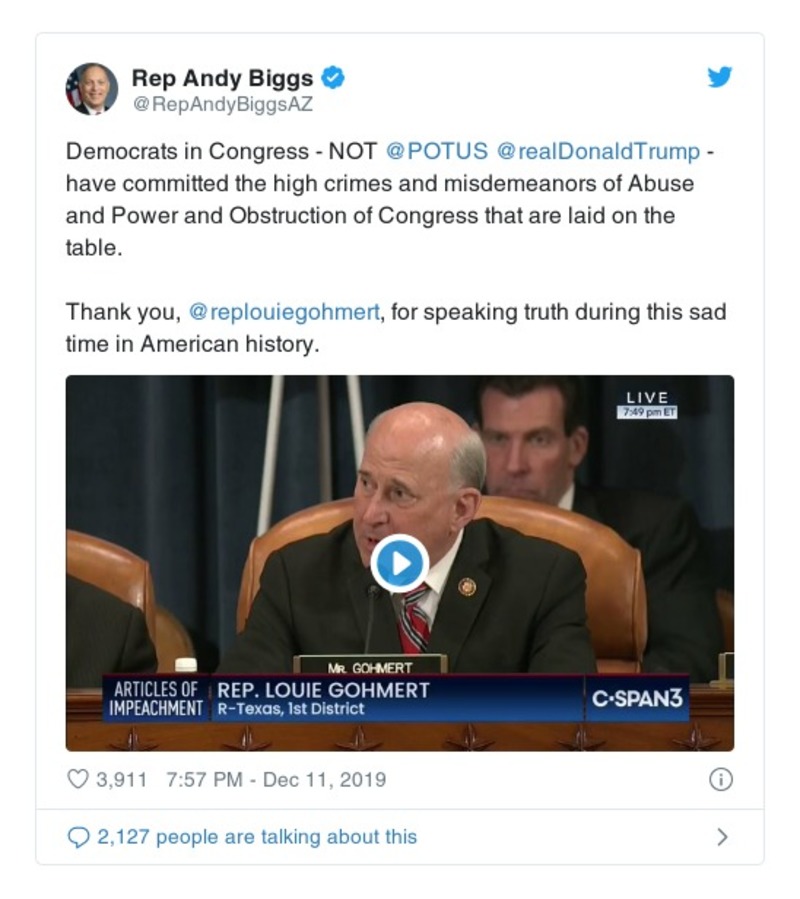 Rep Andy Biggs
@RepAndyBiggsAZ
Democrats in Congress - NOT @POTUS @realDonaldTrump -
have committed the high crimes and misdemeanors of Abuse
and Power and Obstruction of Congress that are laid on the
table.
Thank you, @replouiegohmert, for speaking truth during this sad
time in American history.
LIVE
7:49 pm ET
MR. GOHMERT
ARTICLES OF
IMPEACHMENT
REP. LOUIE GOHMERT
R-Texas, 1st District
C-SPAN3
3,911 7:57 PM - Dec 11, 2019
2,127 people are talking about this